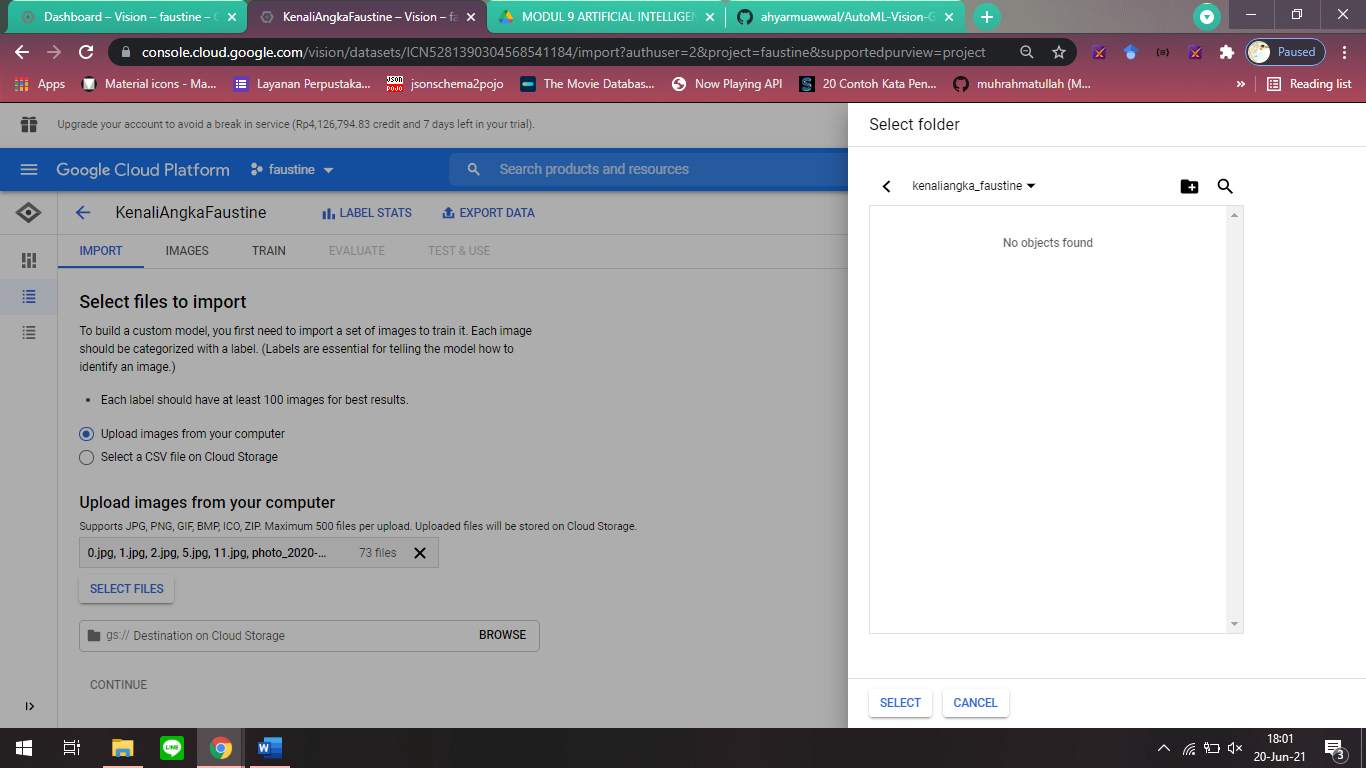 Dashboard – Vision – faustine – G
KenaliAngkaFaustine – Vision – fa
MODUL 9 ARTIFICIAL INTELLIGEN
ahyarmuawwal/AutoML-Vision-G
console.cloud.google.com/vision/datasets/ICN5281390304568541184/import?authuser=2&project=faustine&supportedpurview=project
Paused
Apps
Material icons - Ma...
Layanan Perpustaka...
JSON POJO
jsonschema2pojo
The Movie Databas...
Now Playing API
20 Contoh Kata Pen...
muhrahmatullah (M...
»
Reading list
Upgrade your account to avoid a break in service (Rp4,126,794.83 credit and 7 days left in your trial).
Google Cloud Platform
faustine
Search products and resources
KenaliAngkaFaustine
LABEL STATS
EXPORT DATA
IMPORT
IMAGES
TRAIN
EVALUATE
TEST & USE
Select files to import
To build a custom model, you first need to import a set of images to train it. Each image
should be categorized with a label. (Labels are essential for telling the model how to
identify an image.)
• Each label should have at least 100 images for best results.
Upload images from your computer
Select a CSV file on Cloud Storage
Upload images from your computer
Supports JPG, PNG, GIF, BMP, ICO, ZIP. Maximum 500 files per upload. Uploaded files will be stored on Cloud Storage.
0.jpg, 1.jpg, 2.jpg, 5.jpg, 11.jpg, photo_2020-...
73 files
SELECT FILES
gs:// Destination on Cloud Storage
BROWSE
CONTINUE
Select folder
kenaliangka_faustine
No objects found
SELECT
CANCEL
LINE
W
18:01
20-Jun-21
3